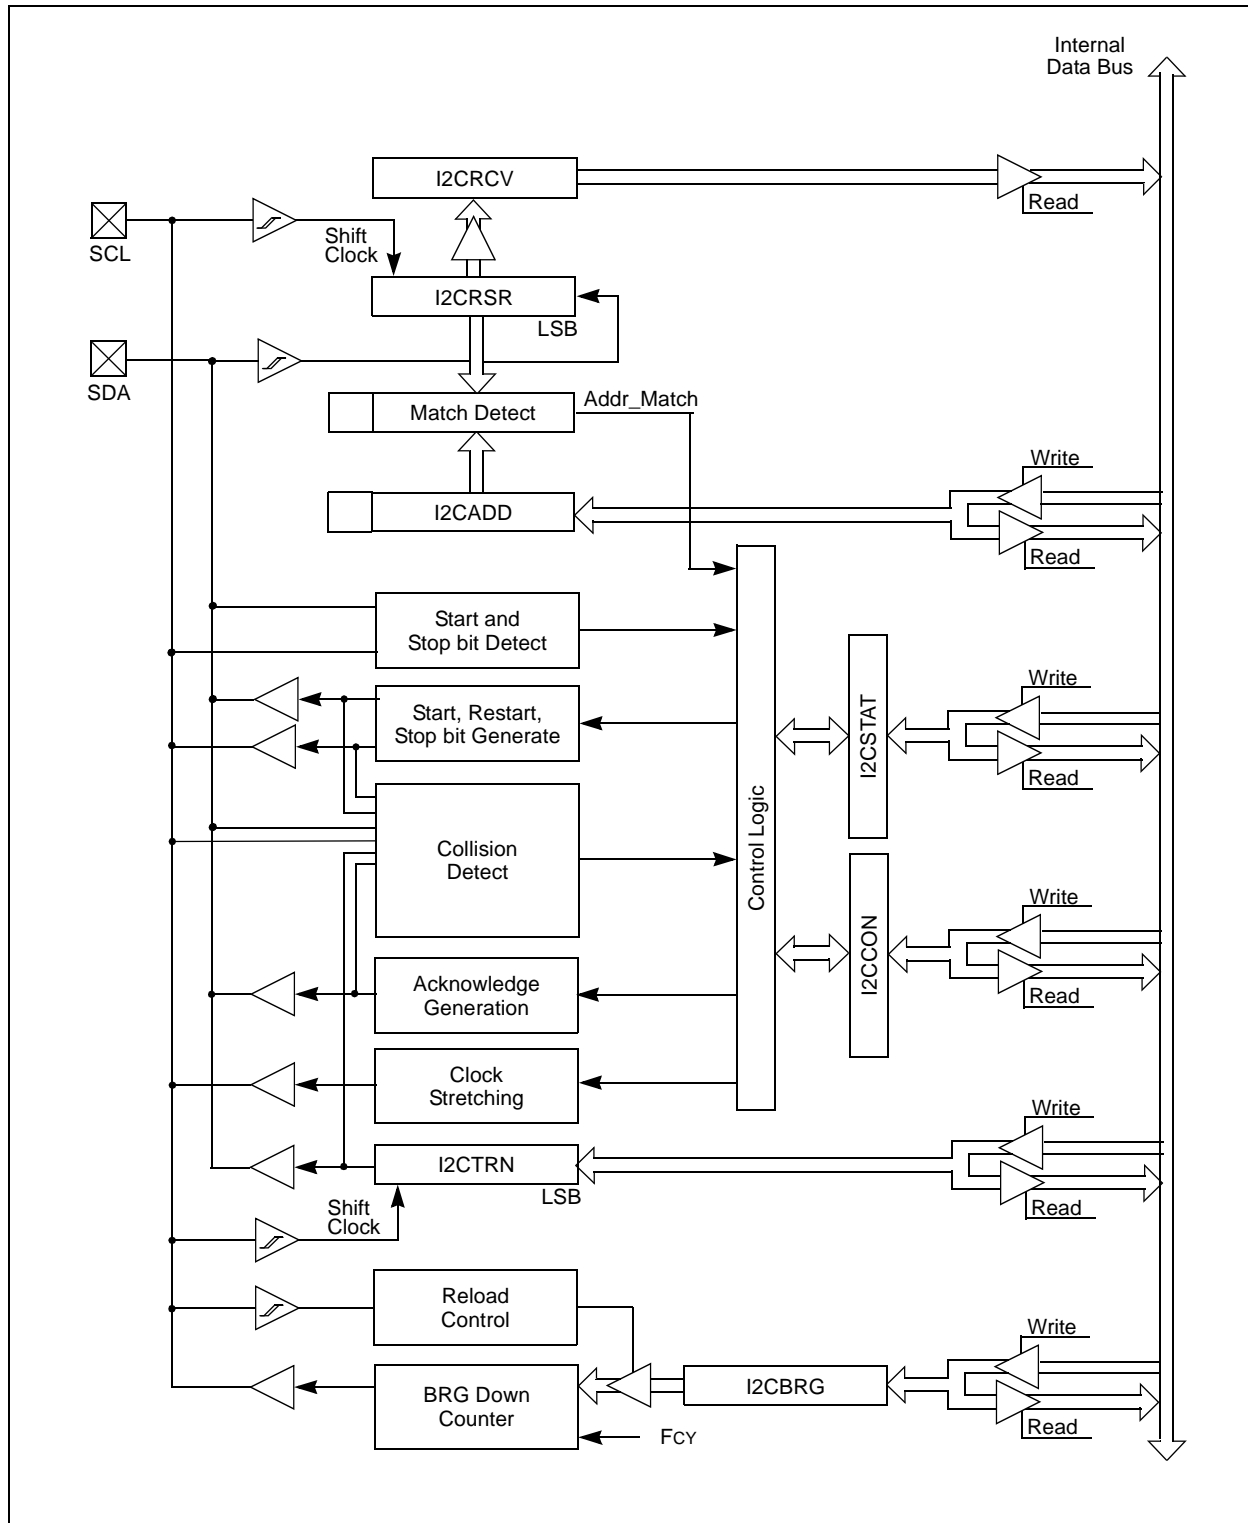 Internal
Data Bus
I2CRCV
Read
SCL
Shift
Clock
I2CRSR
LSB
SDA
Match Detect
Addr_Match
Write
I2CADD
Read
Start and
Stop bit Detect
Start, Restart,
Stop bit Generate
Write
I2CSTAT
Read
Control Logic
Collision
Detect
Write
I2CCON
Read
Acknowledge
Generation
Clock
Stretching
Write
I2CTRN
LSB
Read
Shift
Clock
Reload
Control
Write
I2CBRG
BRG Down
Counter
Read
FCY